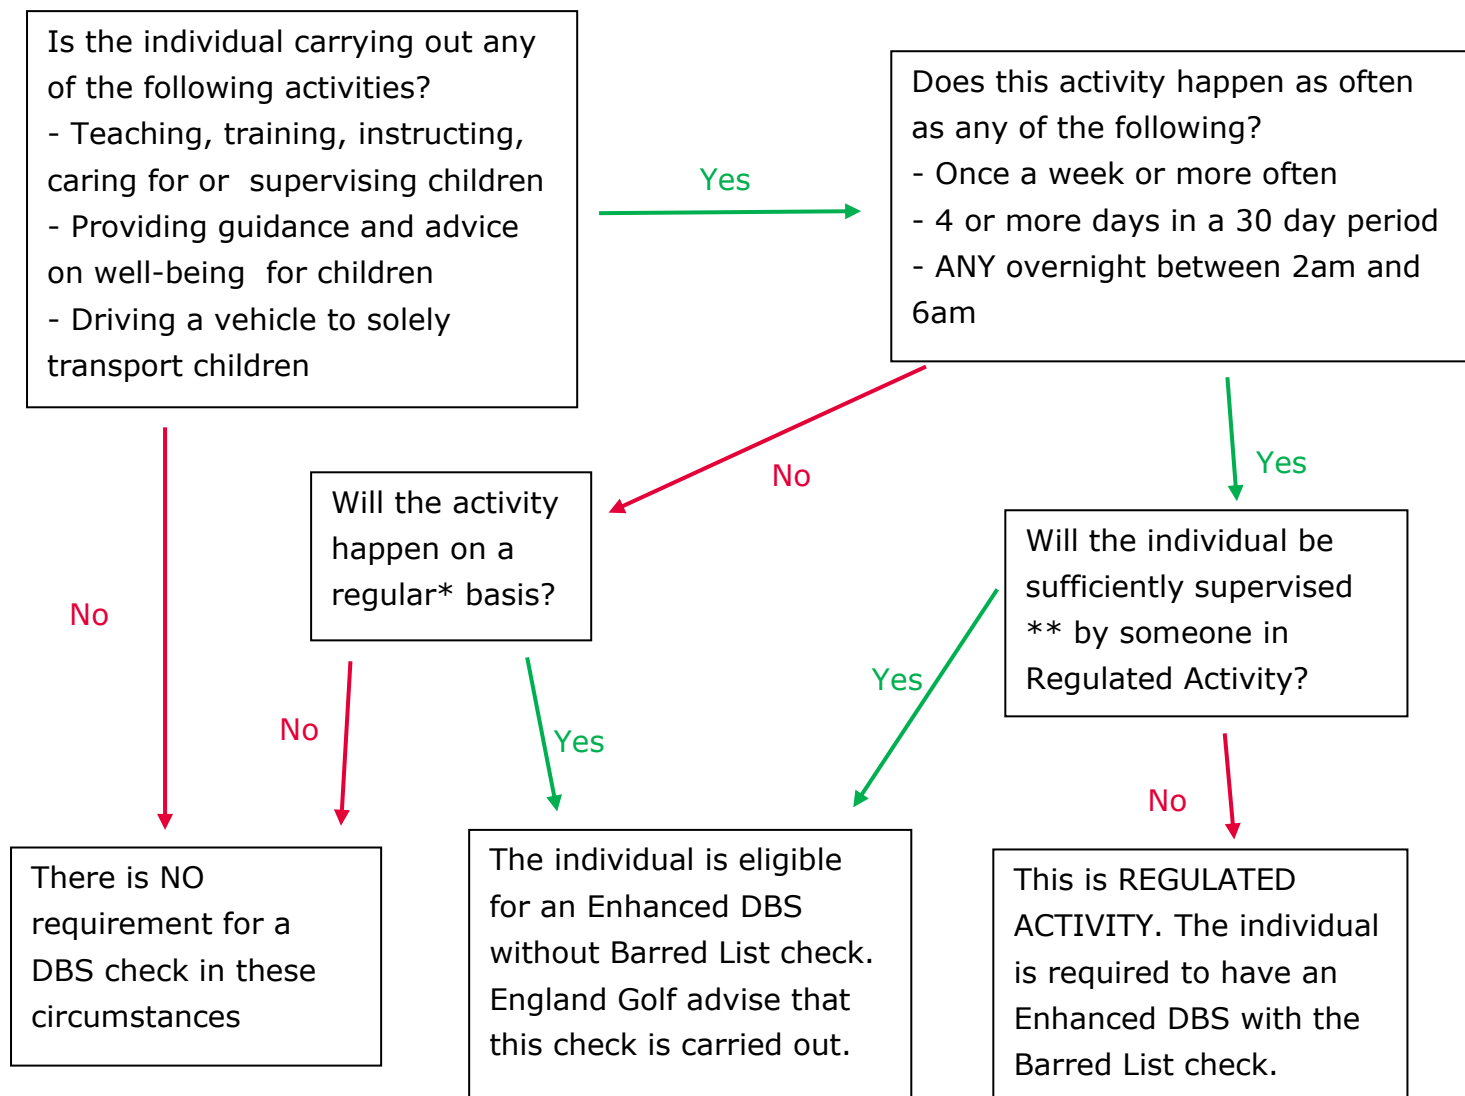 Is the individual carrying out any
of the following activities?
- Teaching, training, instructing,
caring for or  supervising children
- Providing guidance and advice
on well-being  for children
- Driving a vehicle to solely
transport children
Yes
Does this activity happen as often
as any of the following?
- Once a week or more often
- 4 or more days in a 30 day period
- ANY overnight between 2am and
6am
No
Yes
Will the activity
happen on a
regular* basis?
Will the individual be
sufficiently supervised
** by someone in
Regulated Activity?
No
No
Yes
Yes
No
There is NO
requirement for a
DBS check in these
circumstances
The individual is eligible
for an Enhanced DBS
without Barred List check.
England Golf advise that
this check is carried out.
This is REGULATED
ACTIVITY. The individual
is required to have an
Enhanced DBS with the
Barred List check.